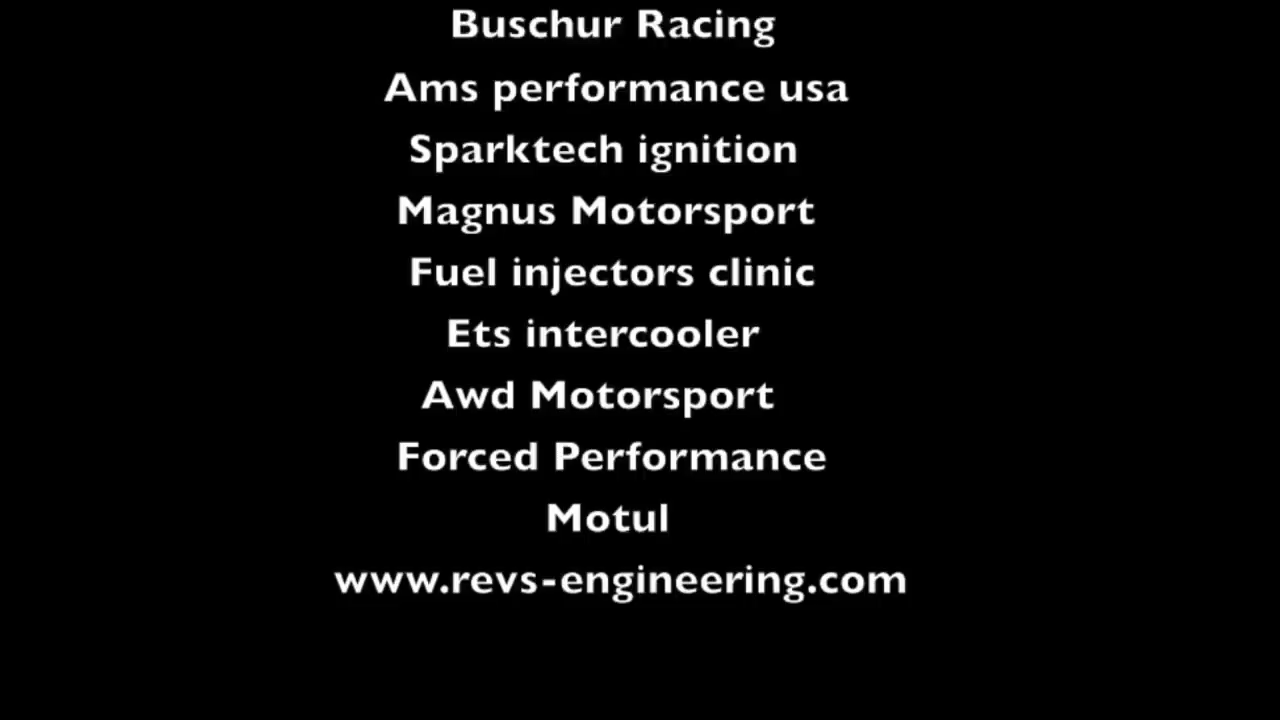 Buschur Racing
Ams performance usa
Sparktech ignition
Magnus Motorsport
Fuel injectors clinic
Ets intercooler
Awd Motorsport
Forced Performance
Motul
www.revs-engineering.com